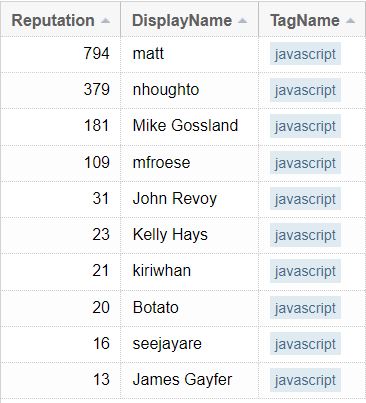 Reputation DisplayName TagName
794 matt javascript
379 nhoughto javascript
181 Mike Gossland javascript
109 mfroese javascript
31 John Revoy javascript
23 Kelly Hays javascript
21 kiriwhan javascript
20 Botato javascript
16 seejayare javascript
13 James Gayfer javascript